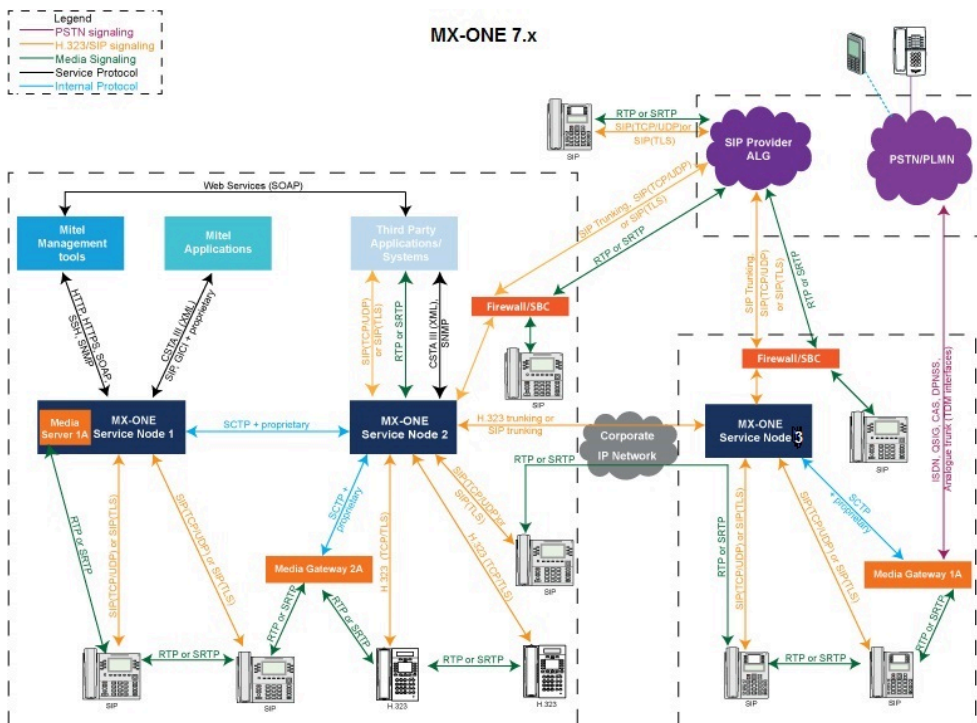 Legend
PSTN signaling
H.323/SIP signaling
Media Signaling
Service Protocol
Internal Protocol
MX-ONE 7.x
RTP or SRTP
SIP(TCP/UDP)or
SIP(TLS)
SIP
SIP Provider
ALG
PSTN/PLMN
Web Services (SOAP)
Mitel
Management
tools
Mitel
Applications
Third Party
Applications/
Systems
SIP Trunking, SIP(TCP/UDP)
or SIP(TLS)
RTP or SRTP
SIP Trunking,
SIP(TCP/UDP)
or SIP(TLS)
RTP or SRTP
HTTP, HTTPS, SOAP,
SSH, SNMP
CSTA III (XML),
SIP, GICI + proprietary
SIP(TCP/UDP)
or SIP(TLS)
RTP or SRTP
CSTA III (XML),
SNMP
Firewall/SBC
SIP
Firewall/SBC
SIP
ISDN, QSIG, CAS, DPNSS,
Analogue trunk (TDM interfaces)
Media
Server 1A
MX-ONE
Service Node 1
SCTP + proprietary
MX-ONE
Service Node 2
H.323 trunking or
SIP trunking
Corporate
IP Network
MX-ONE
Service Node 3
RTP or SRTP
RTP or SRTP
SIP(TCP/UDP) or SIP(TLS)
SIP(TCP/UDP) or SIP(TLS)
SCTP +
proprietary
Media Gateway 2A
H.323 (TCP/TLS)
SIP(TCP/UDP)or
SIP(TLS)
H.323 (TCP/TLS)
SIP
RTP or SRTP
SIP(TCP/UDP) or SIP(TLS)
SIP(TCP/UDP) or SIP(TLS)
SCTP
+ proprietary
Media Gateway 1A
RTP or SRTP
RTP or SRTP
RTP or SRTP
RTP or SRTP
RTP or SRTP
RTP or SRTP
SIP
SIP
H.323
H.323
SIP
SIP